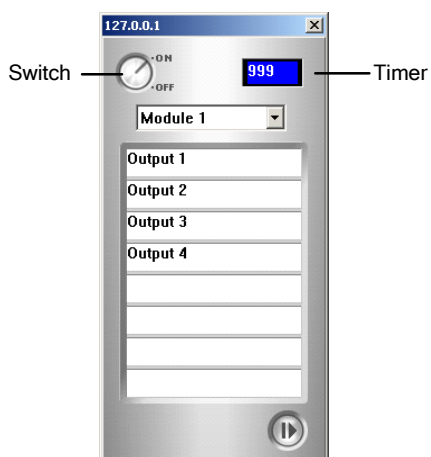 127.0.0.1
ON
Switch
999
Timer
OFF
Module 1
Output 1
Output 2
Output 3
Output 4